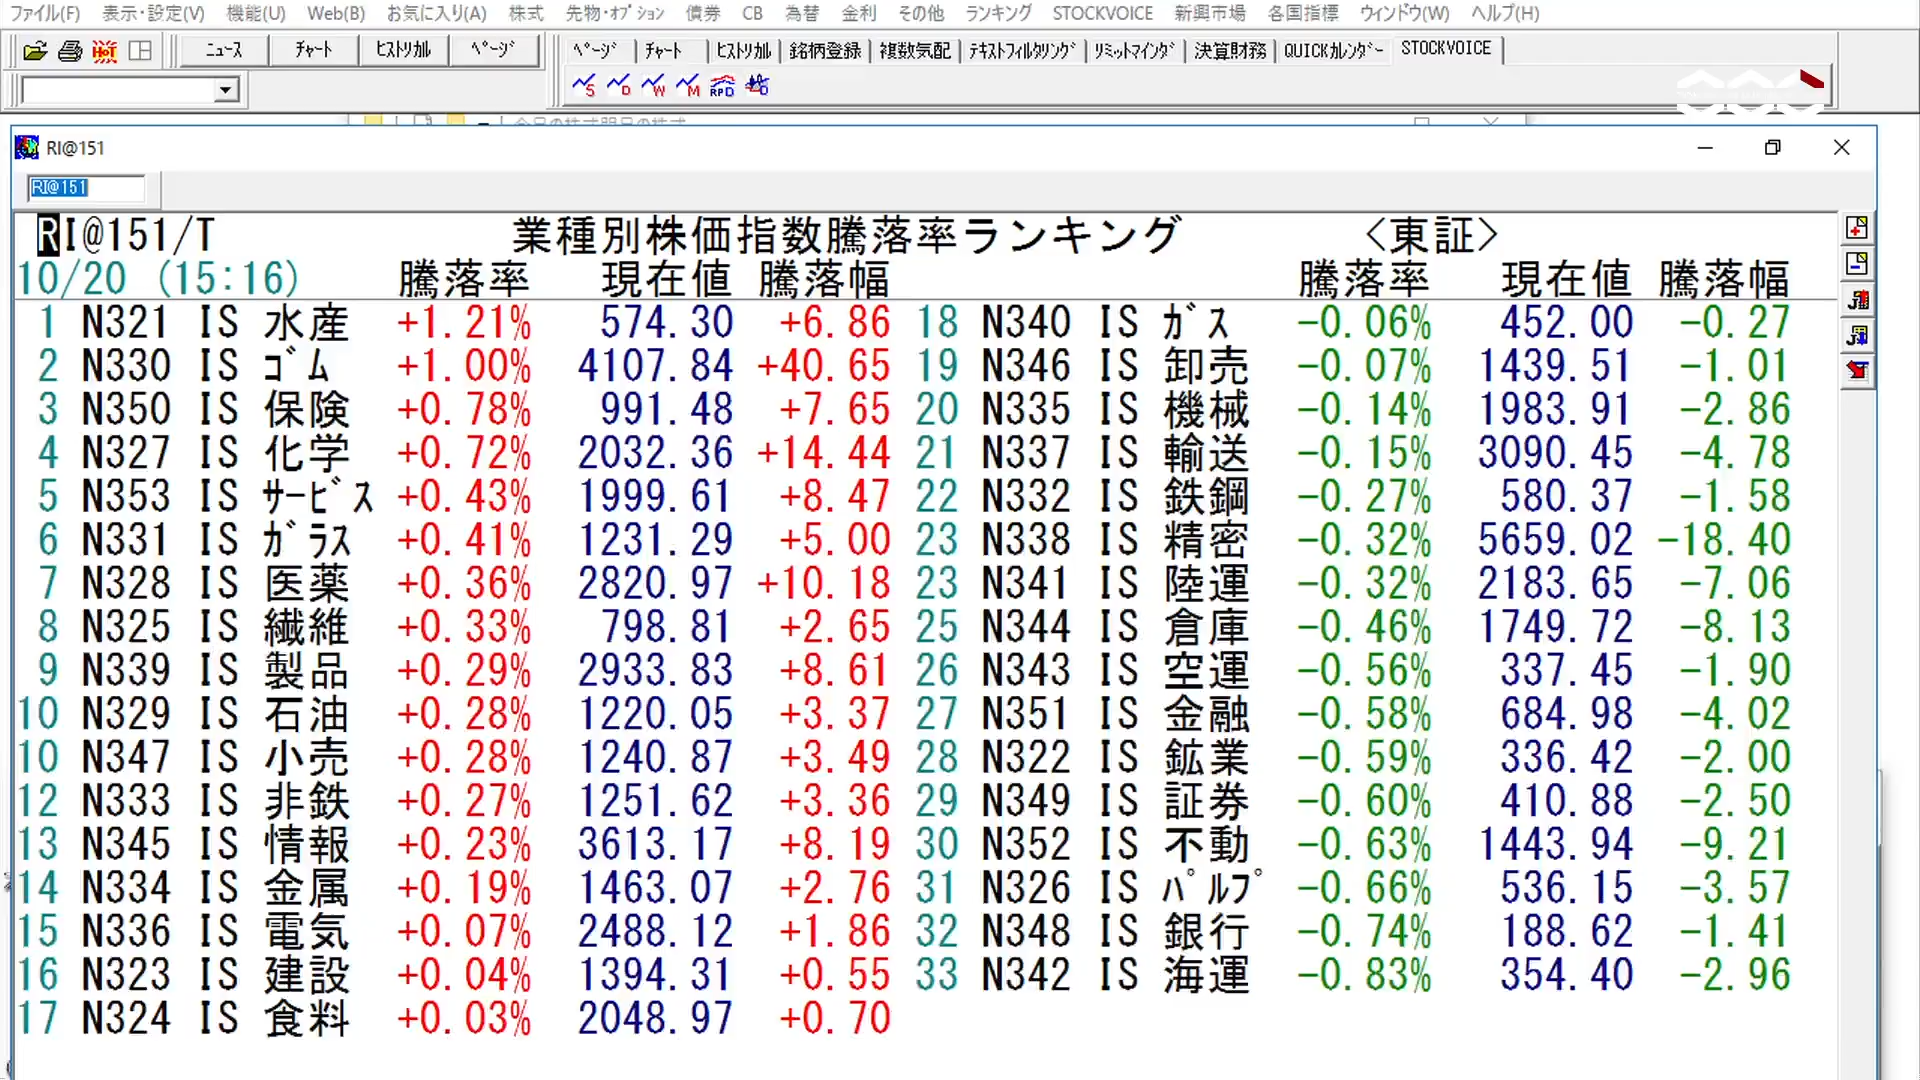 ファイル(F) 表示・設定(V) 機能(U) Web(B) お気に入り(A) 株式 先物・ｵﾌﾟｼｮﾝ 債券 CB 為替 金利 その他 ランキング STOCKVOICE 新興市場 各国指標 ウィンドウ(W) ヘルプ(H)
HOT ﾆｭｰｽ ﾁｬｰﾄ ﾋｽﾄﾘｶﾙ ﾍﾟｰｼﾞ ﾍﾟｰｼﾞ ﾁｬｰﾄ ﾋｽﾄﾘｶﾙ 銘柄登録 複数気配 ﾃｷｽﾄﾌｨﾙﾀﾘﾝｸﾞ ﾘﾐｯﾄﾏｲﾝﾀﾞ 決算財務 QUICKｶﾚﾝﾀﾞｰ STOCKVOICE
S D W M RPD D
RI@151
RI@151
RI@151/T 業種別株価指数騰落率ランキング <東証>
10/20 (15:16) 騰落率 現在値 騰落幅 騰落率 現在値 騰落幅
1 N321 IS 水産 +1.21% 574.30 +6.86 18 N340 IS ｶﾞｽ -0.06% 452.00 -0.27
2 N330 IS ｺﾞﾑ +1.00% 4107.84 +40.65 19 N346 IS 卸売 -0.07% 1439.51 -1.01
3 N350 IS 保険 +0.78% 991.48 +7.65 20 N335 IS 機械 -0.14% 1983.91 -2.86
4 N327 IS 化学 +0.72% 2032.36 +14.44 21 N337 IS 輸送 -0.15% 3090.45 -4.78
5 N353 IS ｻｰﾋﾞｽ +0.43% 1999.61 +8.47 22 N332 IS 鉄鋼 -0.27% 580.37 -1.58
6 N331 IS ｶﾞﾗｽ +0.41% 1231.29 +5.00 23 N338 IS 精密 -0.32% 5659.02 -18.40
7 N328 IS 医薬 +0.36% 2820.97 +10.18 23 N341 IS 陸運 -0.32% 2183.65 -7.06
8 N325 IS 繊維 +0.33% 798.81 +2.65 25 N344 IS 倉庫 -0.46% 1749.72 -8.13
9 N339 IS 製品 +0.29% 2933.83 +8.61 26 N343 IS 空運 -0.56% 337.45 -1.90
10 N329 IS 石油 +0.28% 1220.05 +3.37 27 N351 IS 金融 -0.58% 684.98 -4.02
10 N347 IS 小売 +0.28% 1240.87 +3.49 28 N322 IS 鉱業 -0.59% 336.42 -2.00
12 N333 IS 非鉄 +0.27% 1251.62 +3.36 29 N349 IS 証券 -0.60% 410.88 -2.50
13 N345 IS 情報 +0.23% 3613.17 +8.19 30 N352 IS 不動 -0.63% 1443.94 -9.21
14 N334 IS 金属 +0.19% 1463.07 +2.76 31 N326 IS ﾊﾟﾙﾌﾟ -0.66% 536.15 -3.57
15 N336 IS 電気 +0.07% 2488.12 +1.86 32 N348 IS 銀行 -0.74% 188.62 -1.41
16 N323 IS 建設 +0.04% 1394.31 +0.55 33 N342 IS 海運 -0.83% 354.40 -2.96
17 N324 IS 食料 +0.03% 2048.97 +0.70